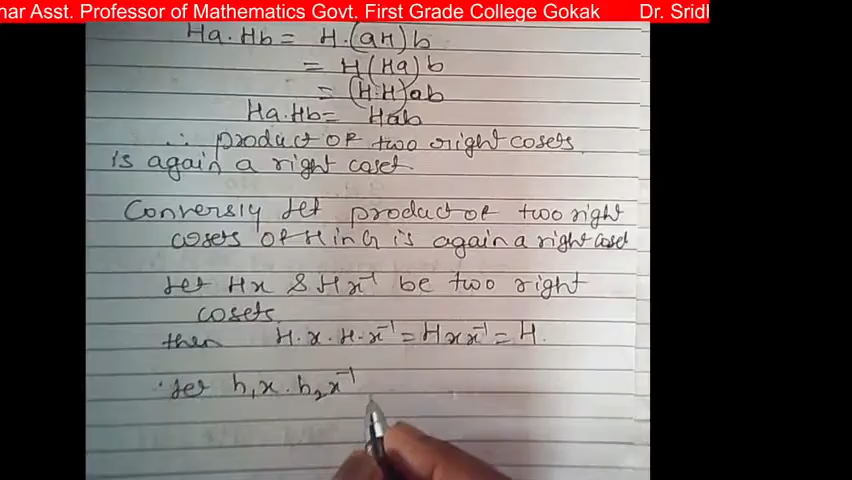 nar Asst. Professor of Mathematics Govt. First Grade College Gokak Dr. Sridl
Ha.Hb = H.(aH)b
= H(Ha)b
= (H.H)ab
Ha.Hb = Hab
∴ product of two right cosets
is again a right coset
Conversly let product of two right
cosets of H in G is again a right coset
let Hx & Hx⁻¹ be two right
cosets
then H.x.H.x⁻¹ = Hxx⁻¹ = H.
let h₁x.h₂x⁻¹